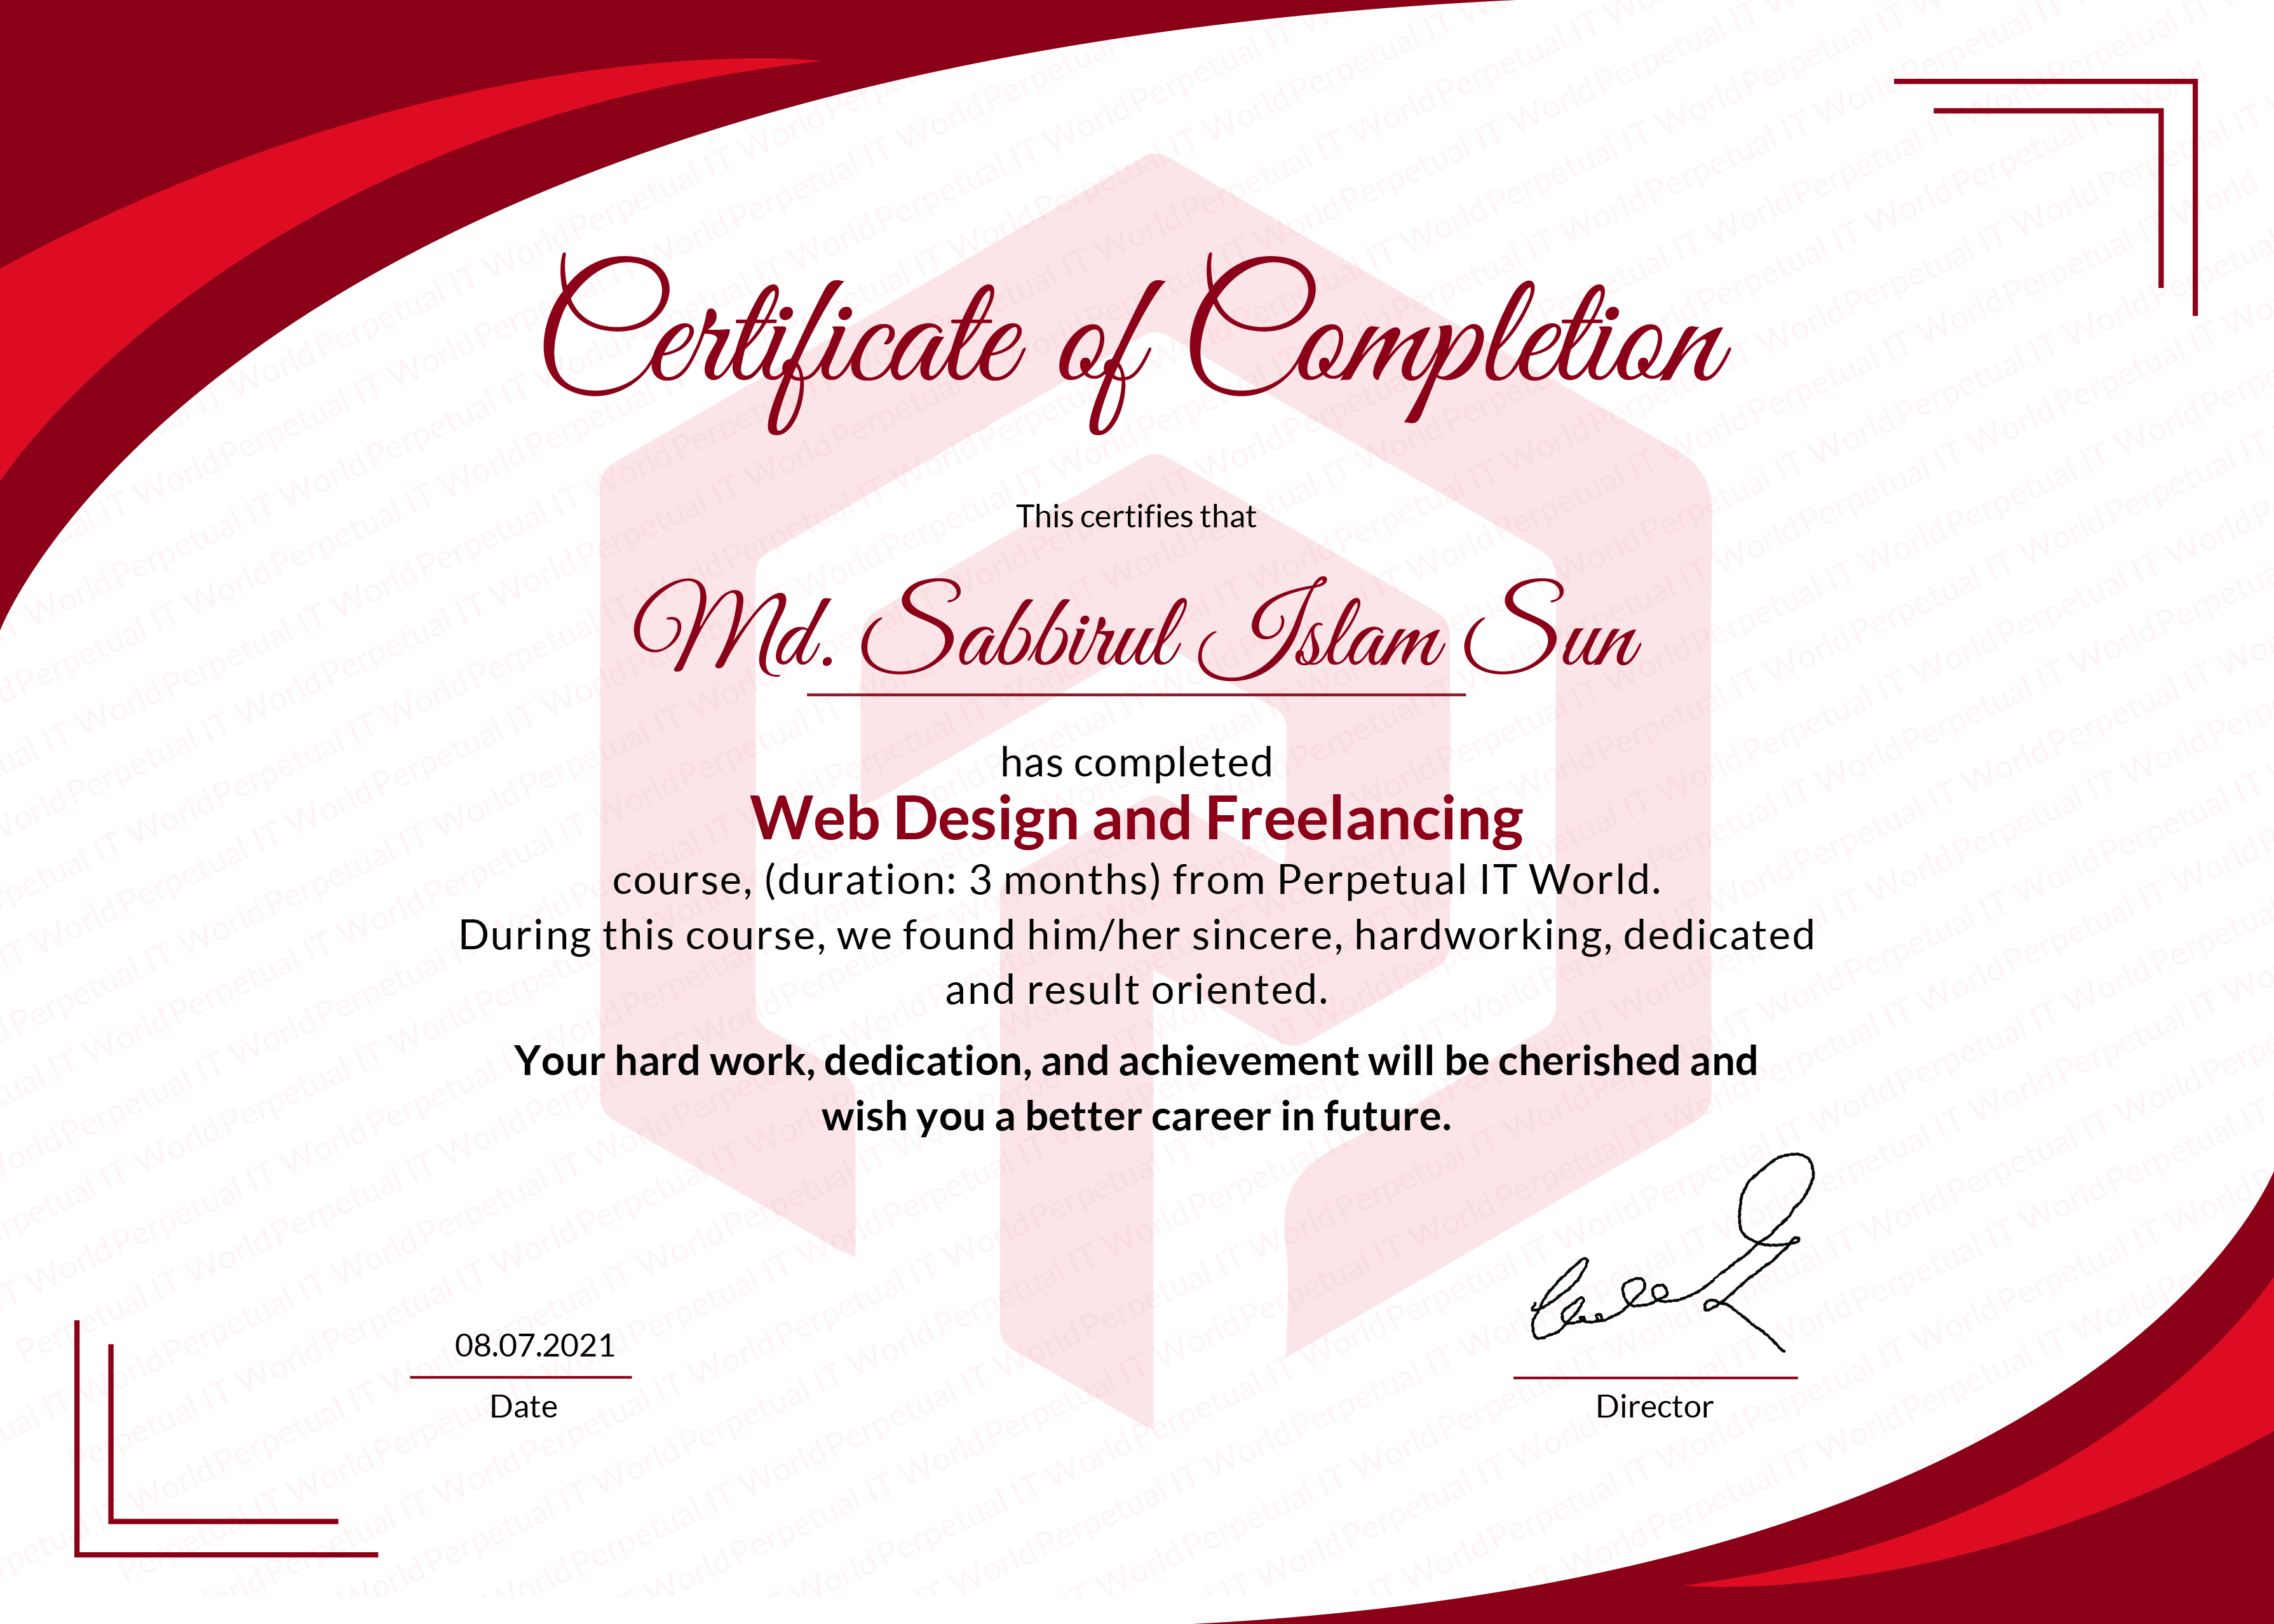 Certificate of Completion
This certifies that
Md. Sabbirul Islam Sun
has completed
Web Design and Freelancing
course, (duration: 3 months) from Perpetual IT World.
During this course, we found him/her sincere, hardworking, dedicated
and result oriented.
Your hard work, dedication, and achievement will be cherished and
wish you a better career in future.
08.07.2021
Date
Director